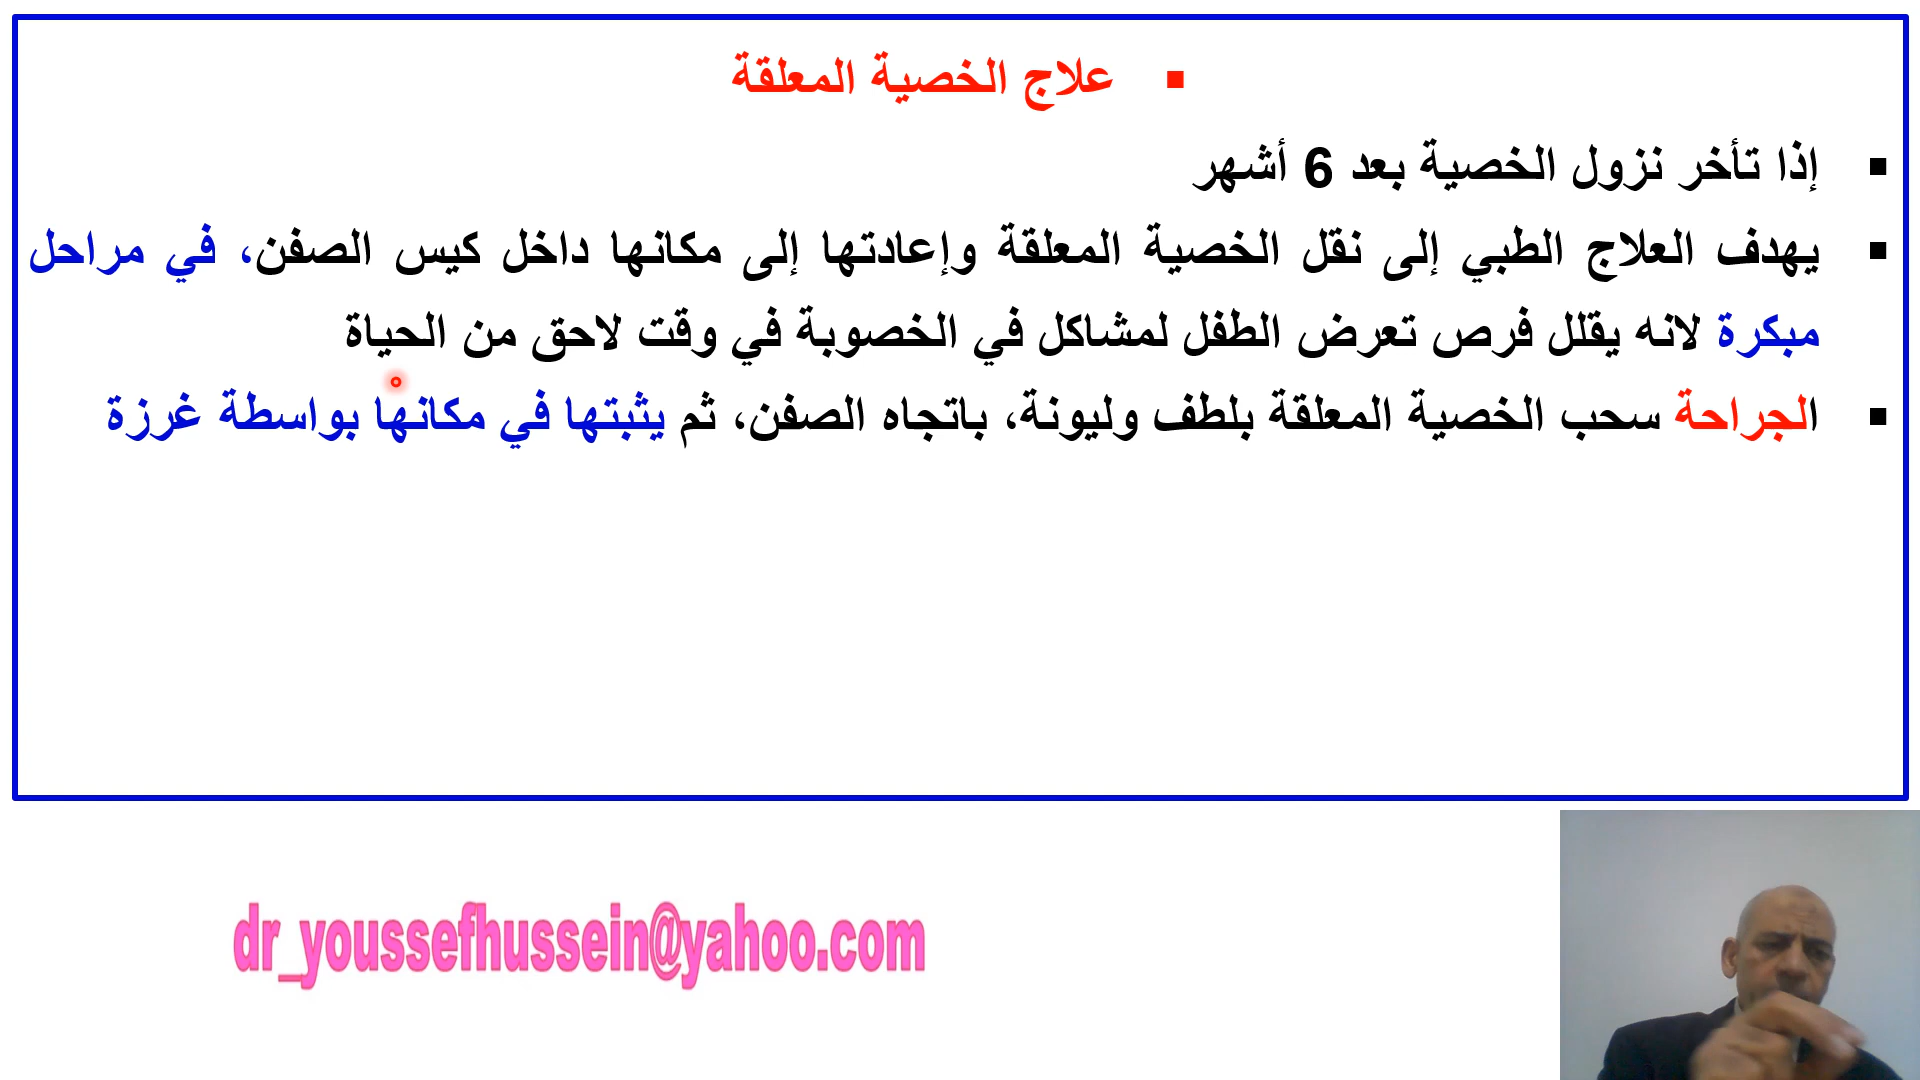 ▪ علاج الخصية المعلقة
▪ إذا تأخر نزول الخصية بعد 6 أشهر
▪ يهدف العلاج الطبي إلى نقل الخصية المعلقة وإعادتها إلى مكانها داخل كيس الصفن، في مراحل
مبكرة لانه يقلل فرص تعرض الطفل لمشاكل في الخصوبة في وقت لاحق من الحياة
▪ الجراحة سحب الخصية المعلقة بلطف وليونة، باتجاه الصفن، ثم يثبتها في مكانها بواسطة غرزة
dr_youssefhussein@yahoo.com